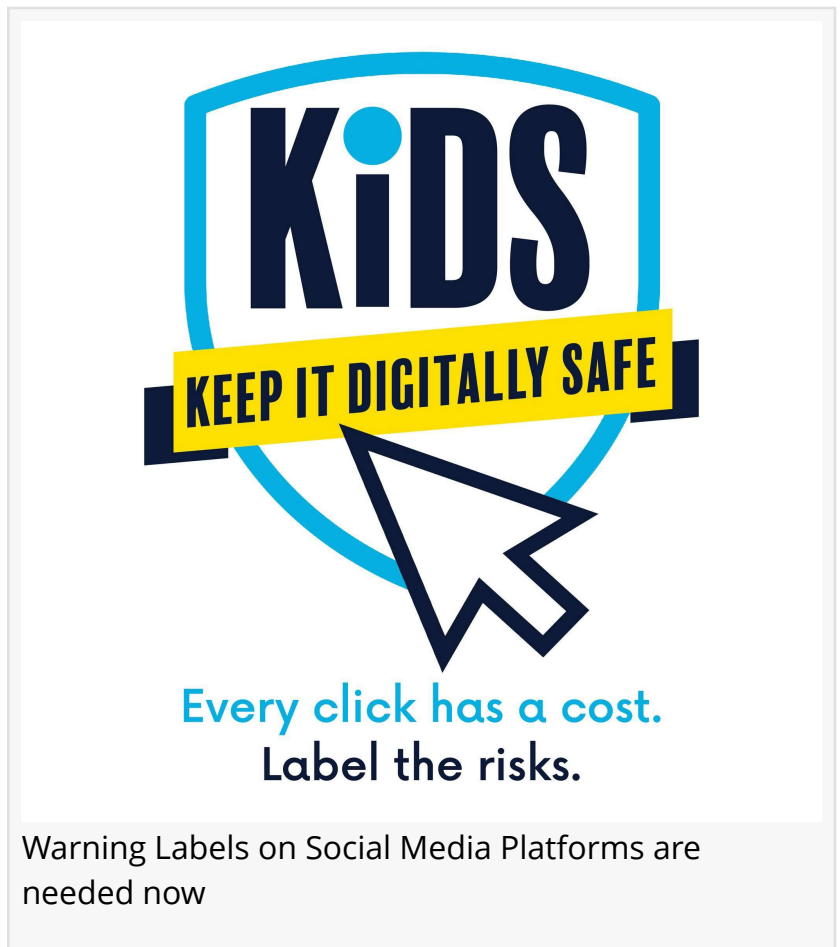 KiDS
KEEP IT DIGITALLY SAFE
Every click has a cost.
Label the risks.
Warning Labels on Social Media Platforms are
needed now